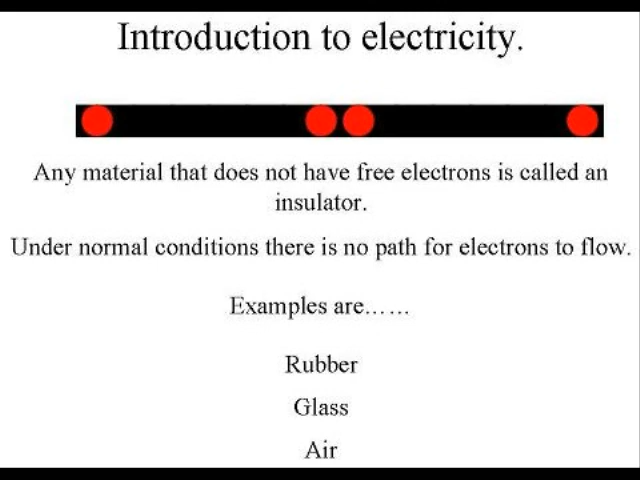 Introduction to electricity.
Any material that does not have free electrons is called an
insulator.
Under normal conditions there is no path for electrons to flow.
Examples are......
Rubber
Glass
Air